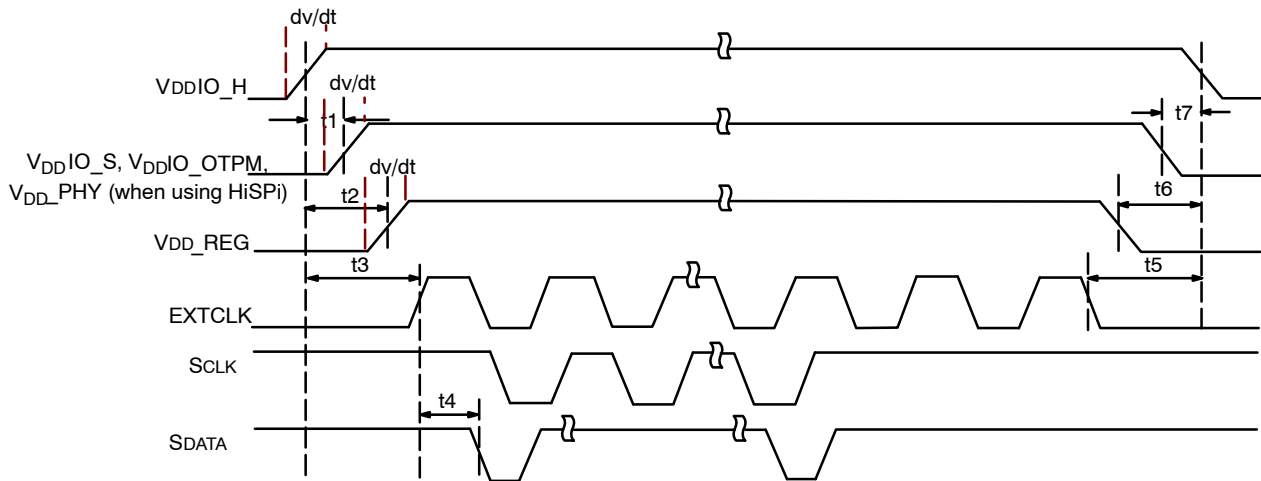 dv/dt
VDDIO_H
dv/dt
t1
t7
VDDIO_S, VDDIO_OTPM,
VDD_PHY (when using HiSPi)
dv/dt
t2
t6
VDD_REG
t3
t5
EXTCLK
SCLK
t4
SDATA